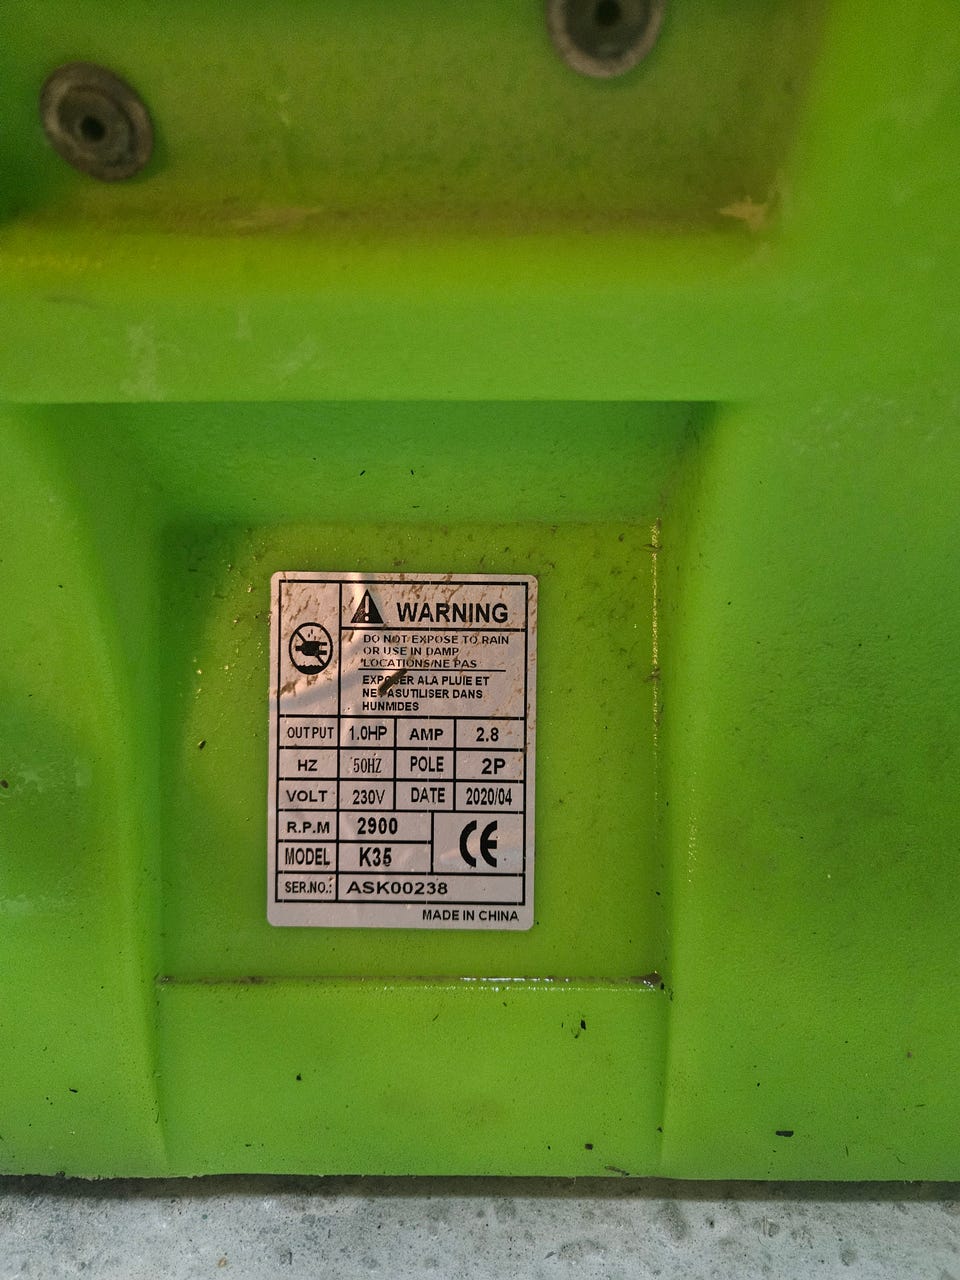 WARNING
DO NOT EXPOSE TO RAIN
OR USE IN DAMP
LOCATIONS/NE PAS
EXPOSER ALA PLUIE ET
NE PASUTILISER DANS
HUNMIDES
OUTPUT 1.0HP AMP 2.8
HZ 50HZ POLE 2P
VOLT 230V DATE 2020/04
R.P.M 2900
CE
MODEL K35
SER.NO.: ASK00238
MADE IN CHINA